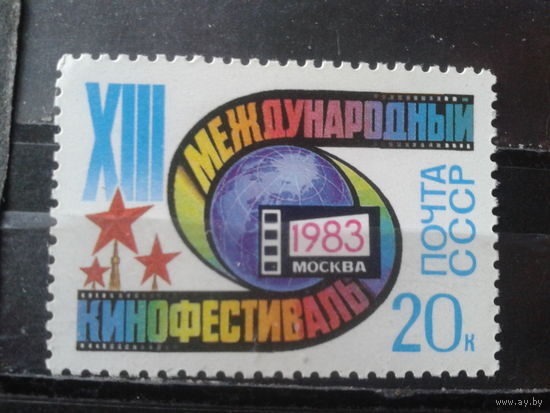 XIII
МЕЖДУНАРОДНЫЙ
1983
МОСКВА
КИНОФЕСТИВАЛЬ
ПОЧТА
СССР
20к
www.ay.by